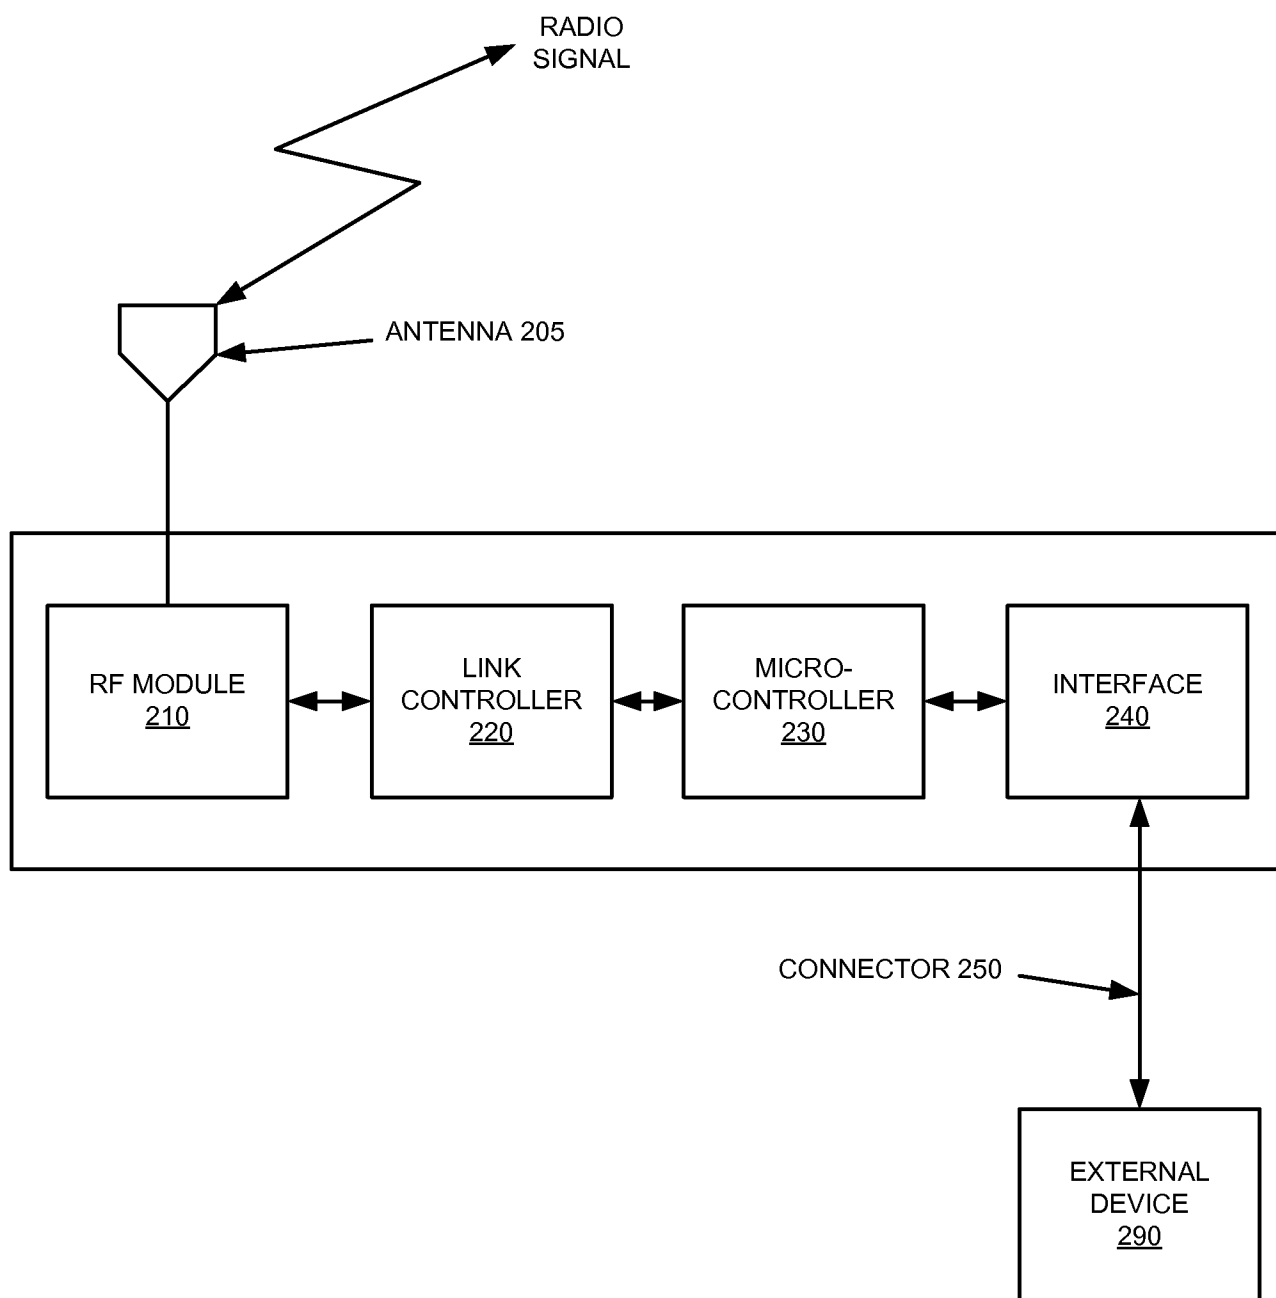 RADIO
SIGNAL
ANTENNA 205
RF MODULE
210
LINK
CONTROLLER
220
MICRO-
CONTROLLER
230
INTERFACE
240
CONNECTOR 250
EXTERNAL
DEVICE
290